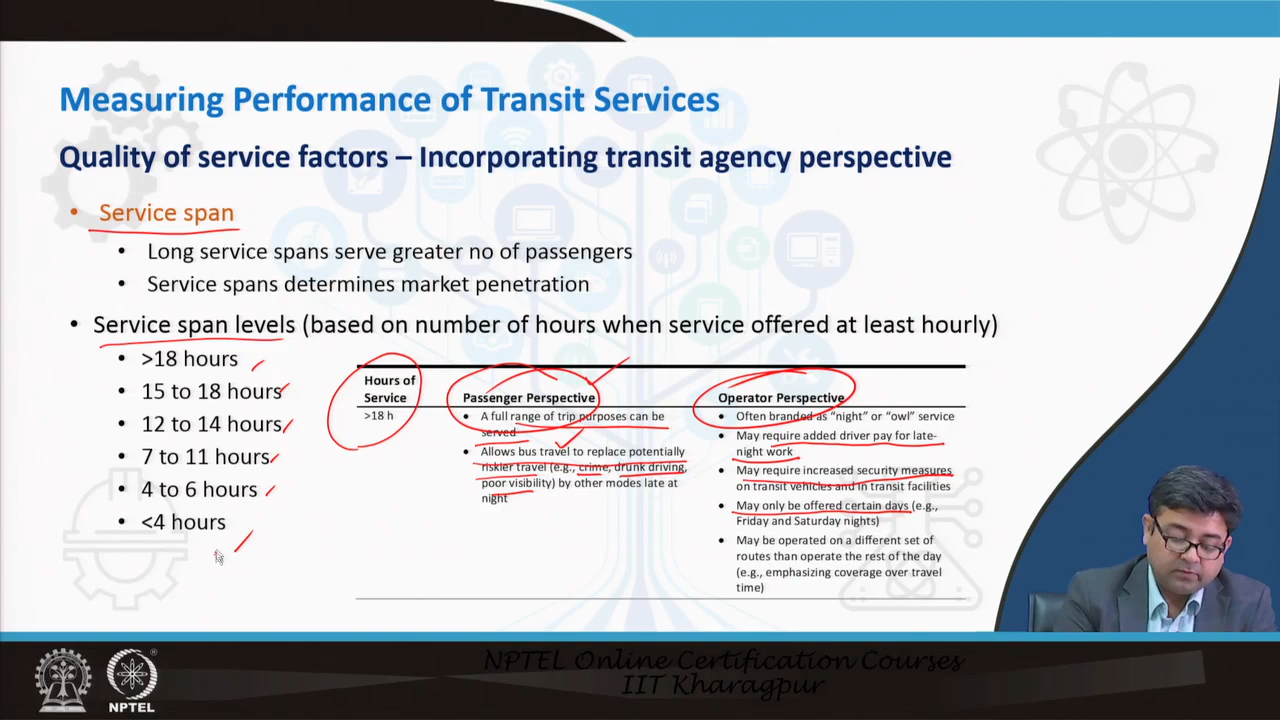 Measuring Performance of Transit Services
Quality of service factors – Incorporating transit agency perspective
• Service span
• Long service spans serve greater no of passengers
• Service spans determines market penetration
• Service span levels (based on number of hours when service offered at least hourly)
• >18 hours
• 15 to 18 hours
• 12 to 14 hours
• 7 to 11 hours
• 4 to 6 hours
• <4 hours
Hours of
Service
Passenger Perspective
Operator Perspective
>18 h
• A full range of trip purposes can be
served
• Allows bus travel to replace potentially
riskier travel (e.g., crime, drunk driving,
poor visibility) by other modes late at
night
• Often branded as "night" or "owl" service
• May require added driver pay for late-
night work
• May require increased security measures
on transit vehicles and in transit facilities
• May only be offered certain days (e.g.,
Friday and Saturday nights)
• May be operated on a different set of
routes than operate the rest of the day
(e.g., emphasizing coverage over travel
time)
NPTEL Online Certification Courses
IIT Kharagpur
NPTEL